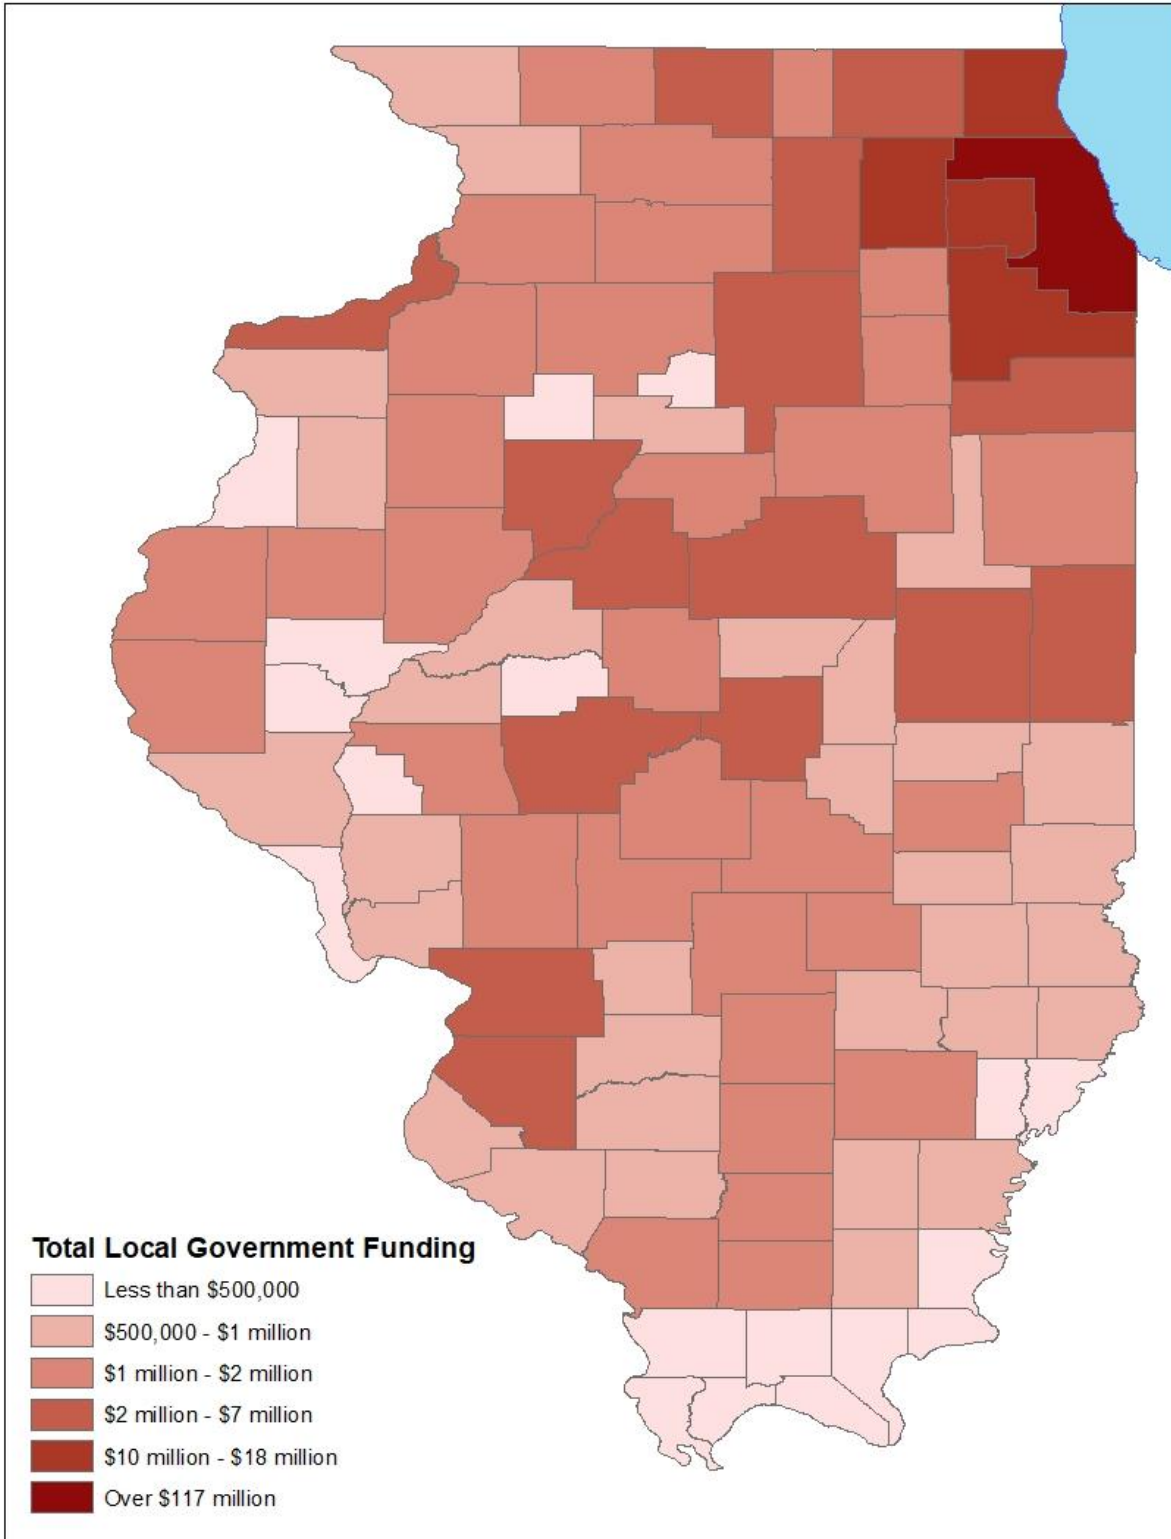 Total Local Government Funding
Less than $500,000
$500,000 - $1 million
$1 million - $2 million
$2 million - $7 million
$10 million - $18 million
Over $117 million